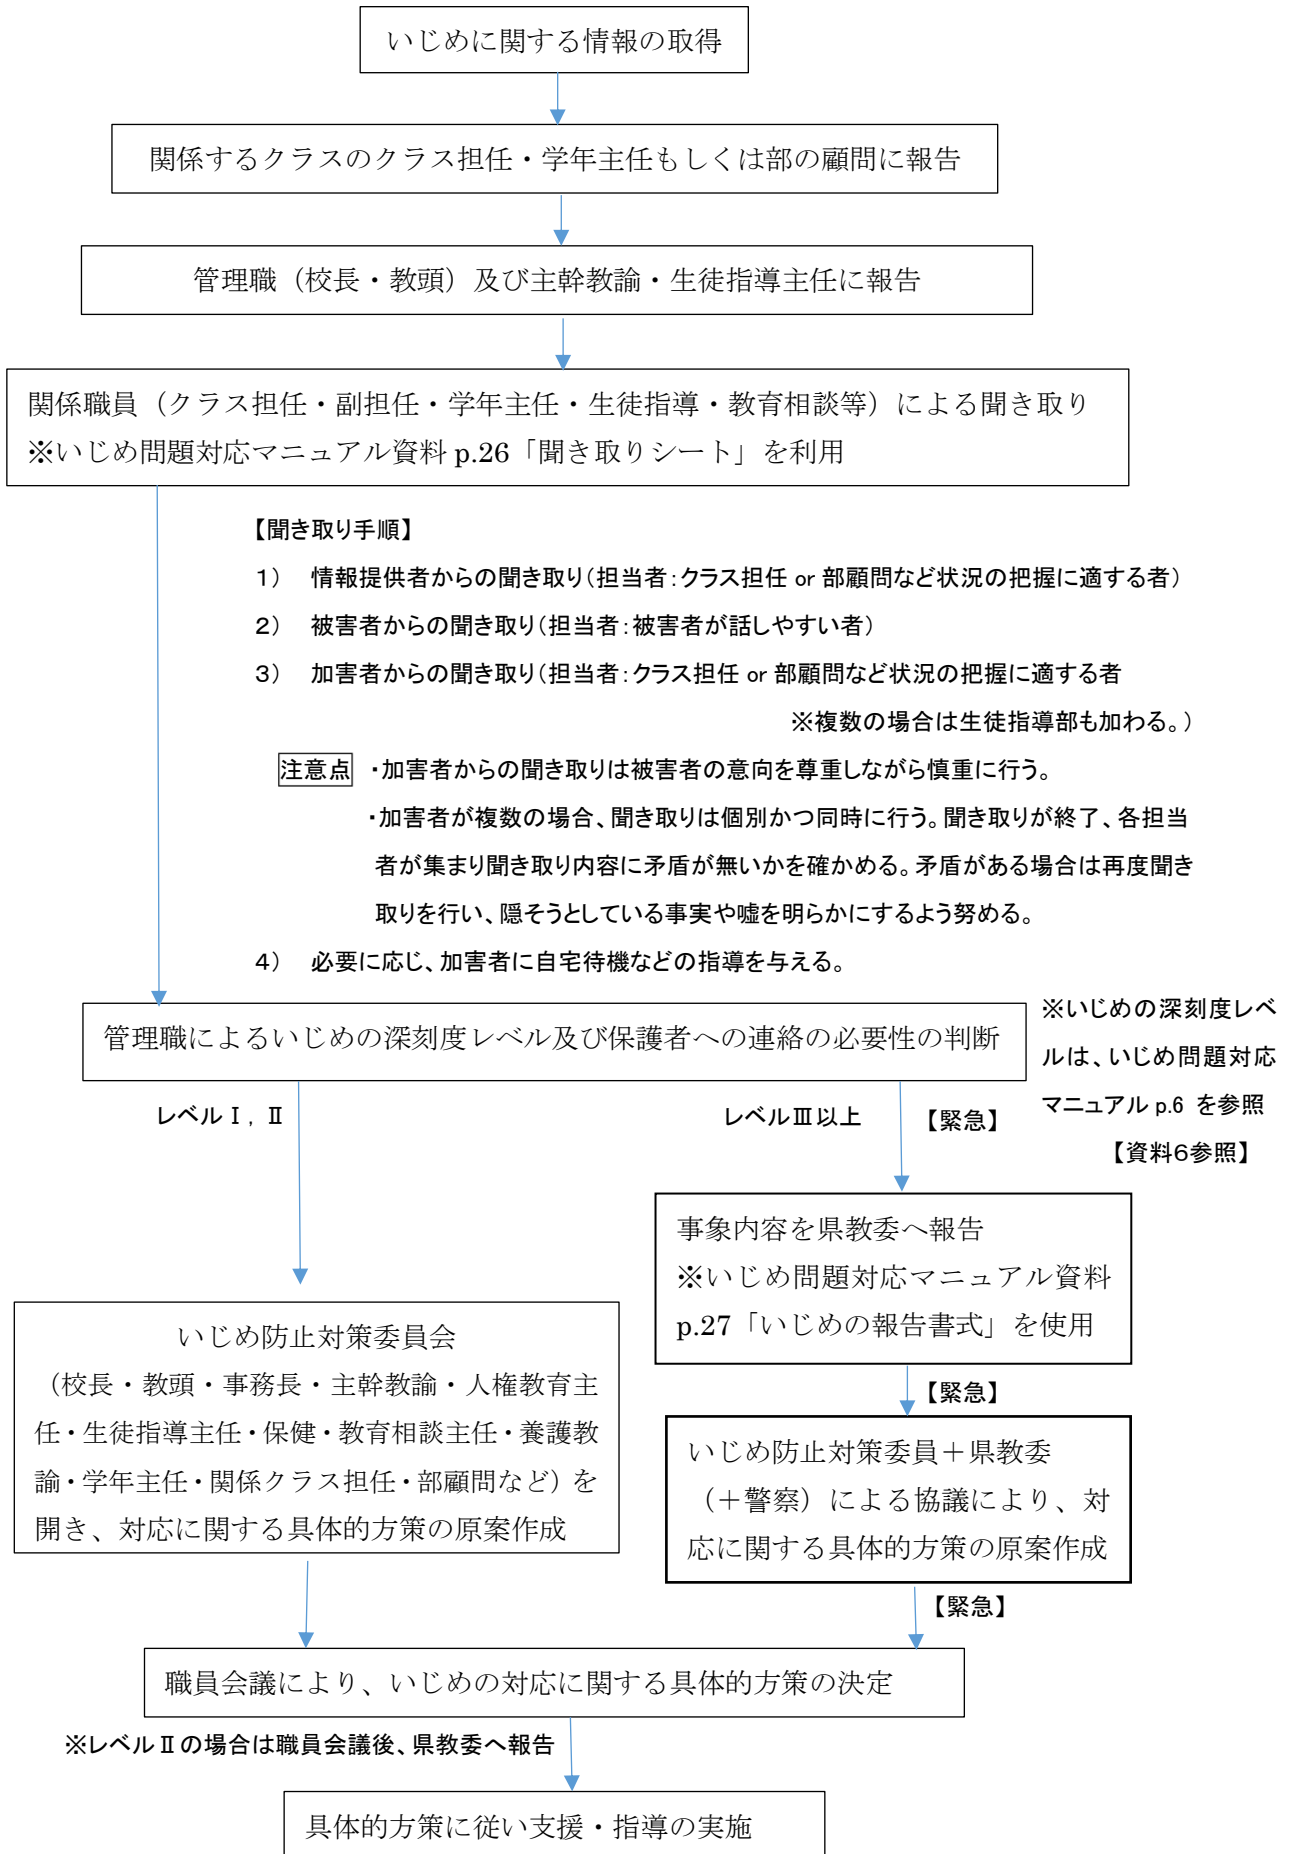 いじめに関する情報の取得
関係するクラスのクラス担任・学年主任もしくは部の顧問に報告
管理職（校長・教頭）及び主幹教諭・生徒指導主任に報告
関係職員（クラス担任・副担任・学年主任・生徒指導・教育相談等）による聞き取り
※いじめ問題対応マニュアル資料 p.26「聞き取りシート」を利用
【聞き取り手順】
１）　情報提供者からの聞き取り（担当者：クラス担任 or 部顧問など状況の把握に適する者）
２）　被害者からの聞き取り（担当者：被害者が話しやすい者）
３）　加害者からの聞き取り（担当者：クラス担任 or 部顧問など状況の把握に適する者
※複数の場合は生徒指導部も加わる。）
注意点　・加害者からの聞き取りは被害者の意向を尊重しながら慎重に行う。
・加害者が複数の場合、聞き取りは個別かつ同時に行う。聞き取りが終了、各担当
者が集まり聞き取り内容に矛盾が無いかを確かめる。矛盾がある場合は再度聞き
取りを行い、隠そうとしている事実や嘘を明らかにするよう努める。
４）　必要に応じ、加害者に自宅待機などの指導を与える。
管理職によるいじめの深刻度レベル及び保護者への連絡の必要性の判断
※いじめの深刻度レベ
ルは、いじめ問題対応
マニュアル p.6 を参照
【資料６参照】
レベルⅠ，Ⅱ
レベルⅢ以上　【緊急】
事象内容を県教委へ報告
※いじめ問題対応マニュアル資料
p.27「いじめの報告書式」を使用
【緊急】
いじめ防止対策委員会
（校長・教頭・事務長・主幹教諭・人権教育主
任・生徒指導主任・保健・教育相談主任・養護教
諭・学年主任・関係クラス担任・部顧問など）を
開き、対応に関する具体的方策の原案作成
いじめ防止対策委員＋県教委
（＋警察）による協議により、対
応に関する具体的方策の原案作成
【緊急】
職員会議により、いじめの対応に関する具体的方策の決定
※レベルⅡの場合は職員会議後、県教委へ報告
具体的方策に従い支援・指導の実施